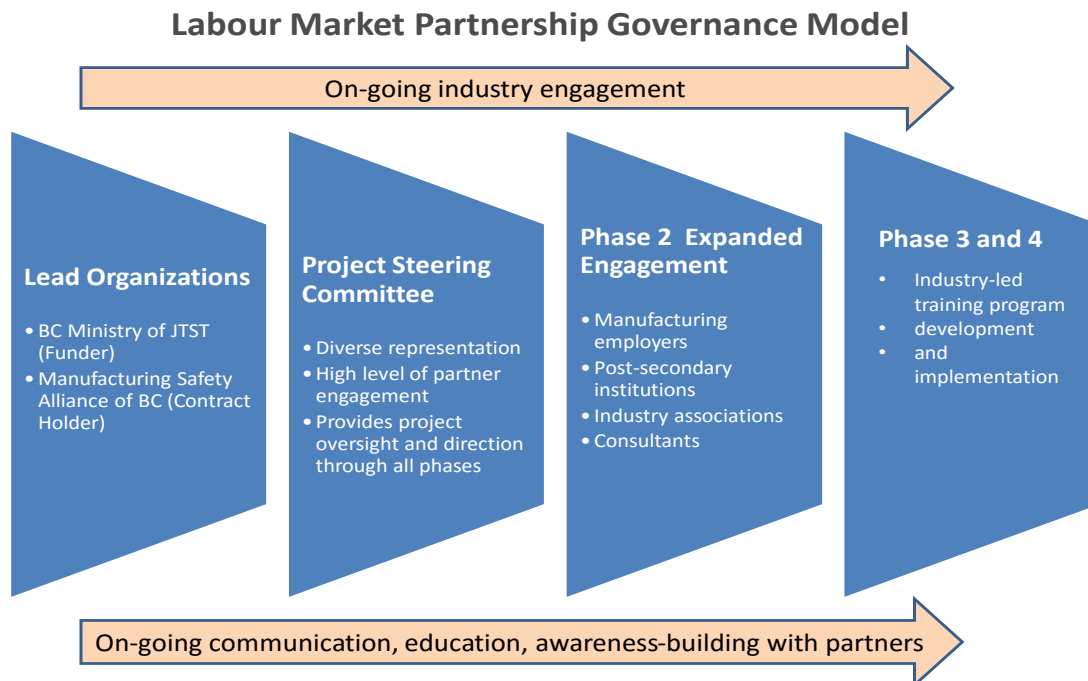 Labour Market Partnership Governance Model
On-going industry engagement
Lead Organizations
• BC Ministry of JTST
(Funder)
• Manufacturing Safety
Alliance of BC (Contract
Holder)
Project Steering
Committee
• Diverse representation
• High level of partner
engagement
• Provides project
oversight and direction
through all phases
Phase 2 Expanded
Engagement
• Manufacturing
employers
• Post-secondary
institutions
• Industry associations
• Consultants
Phase 3 and 4
• Industry-led
training program
• development
• and
implementation
On-going communication, education, awareness-building with partners